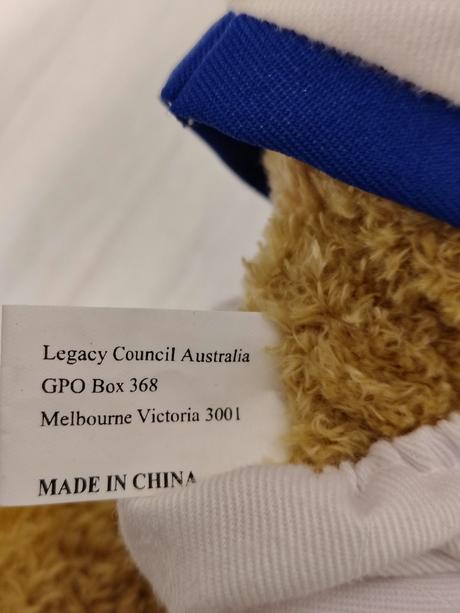 Legacy Council Australia
GPO Box 368
Melbourne Victoria 3001
MADE IN CHINA